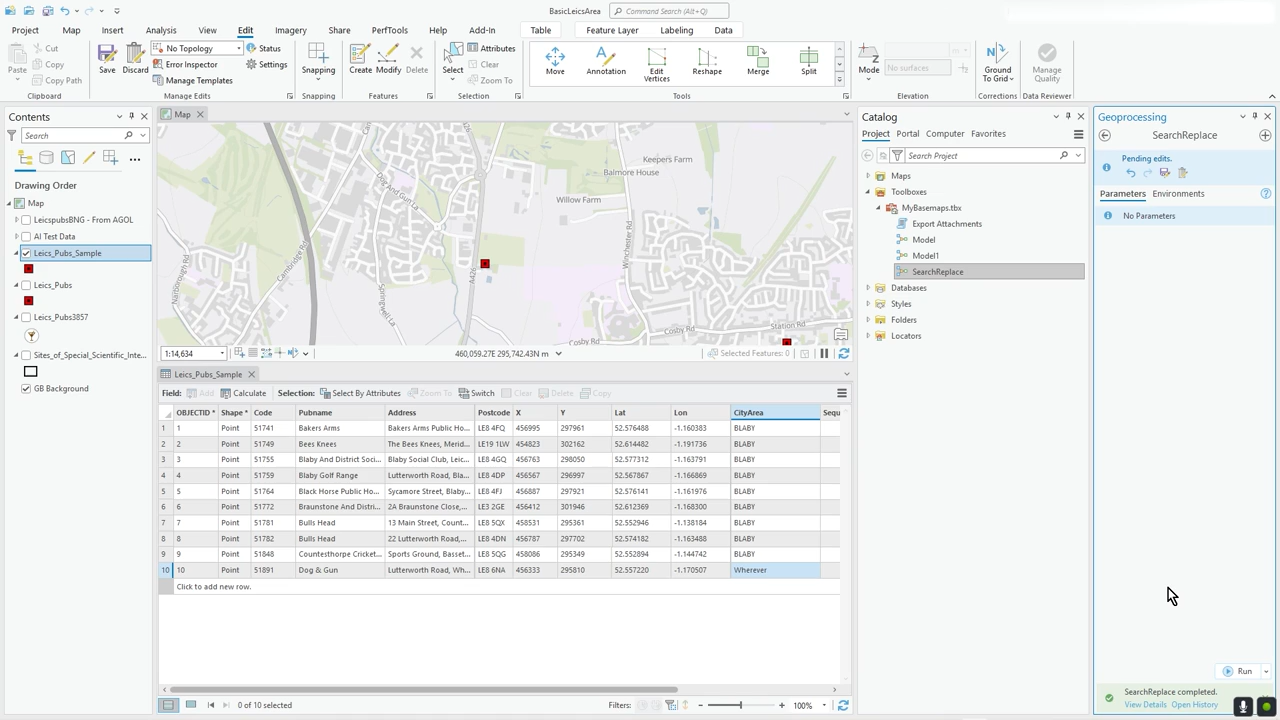 BasicLeicsArea
Command Search (Alt+Q)
Project Map Insert Analysis View Edit Imagery Share PerfTools Help Add-In Table Feature Layer Labeling Data
Paste
Cut
Copy
Copy Path
Clipboard
Save
Discard
No Topology
Error Inspector
Manage Templates
Status
Settings
Manage Edits
Snapping
Snapping
Create
Modify
Delete
Features
Select
Attributes
Clear
Zoom To
Selection
Move
Annotation
Edit
Vertices
Reshape
Merge
Split
Tools
Mode
m
No surfaces
Elevation
Ground
To Grid
Corrections
Manage
Quality
Data Reviewer
Contents
Search
Drawing Order
Map
LeicspubsBNG - From AGOL
AI Test Data
Leics_Pubs_Sample
Leics_Pubs
Leics_Pubs3857
Sites_of_Special_Scientific_Inte...
GB Background
Map
Keepers Farm
Balmore House
Willow Farm
Winchester Rd
Cambridge Rd
Narborough Rd
Dog and Gun La
Station Rd
Cosby Rd
Cosby Rd
1:14,634
460,059.27E 295,742.43N m
Selected Features: 0
Leics_Pubs_Sample
Field: Add Calculate Selection: Select By Attributes Zoom To Switch Clear Delete Copy
OBJECTID * Shape * Code Pubname Address Postcode X Y Lat Lon CityArea Sequ
1 1 Point 51741 Bakers Arms Bakers Arms Public Ho... LE8 4FQ 456995 297961 52.576488 -1.160383 BLABY
2 2 Point 51749 Bees Knees The Bees Knees, Merid... LE19 1LW 454823 302162 52.614482 -1.191736 BLABY
3 3 Point 51755 Blaby And District Soci... Blaby Social Club, Leic... LE8 4GQ 456763 298050 52.577312 -1.163791 BLABY
4 4 Point 51759 Blaby Golf Range Lutterworth Road, Bla... LE8 4DP 456567 296997 52.567867 -1.166869 BLABY
5 5 Point 51764 Black Horse Public Ho... Sycamore Street, Blaby... LE8 4FJ 456887 297921 52.576141 -1.161976 BLABY
6 6 Point 51772 Braunstone And Distri... 2A Braunstone Close,... LE3 2GE 456412 301946 52.612369 -1.168300 BLABY
7 7 Point 51781 Bulls Head 13 Main Street, Count... LE8 5QX 458531 295361 52.552946 -1.138184 BLABY
8 8 Point 51782 Bulls Head 22 Lutterworth Road,... LE8 4DN 456787 297702 52.574182 -1.163488 BLABY
9 9 Point 51848 Countesthorpe Cricket... Sports Ground, Basset... LE8 5QG 458086 295349 52.552894 -1.144742 BLABY
10 10 Point 51891 Dog & Gun Lutterworth Road, Wh... LE8 6NA 456333 295810 52.557220 -1.170507 Wherever
Click to add new row.
0 of 10 selected
Filters:
100%
Catalog
Project Portal Computer Favorites
Search Project
Maps
Toolboxes
MyBasemaps.tbx
Export Attachments
Model
Model1
SearchReplace
Databases
Styles
Folders
Locators
Geoprocessing
SearchReplace
Pending edits.
Parameters Environments
No Parameters
Run
SearchReplace completed.
View Details Open History